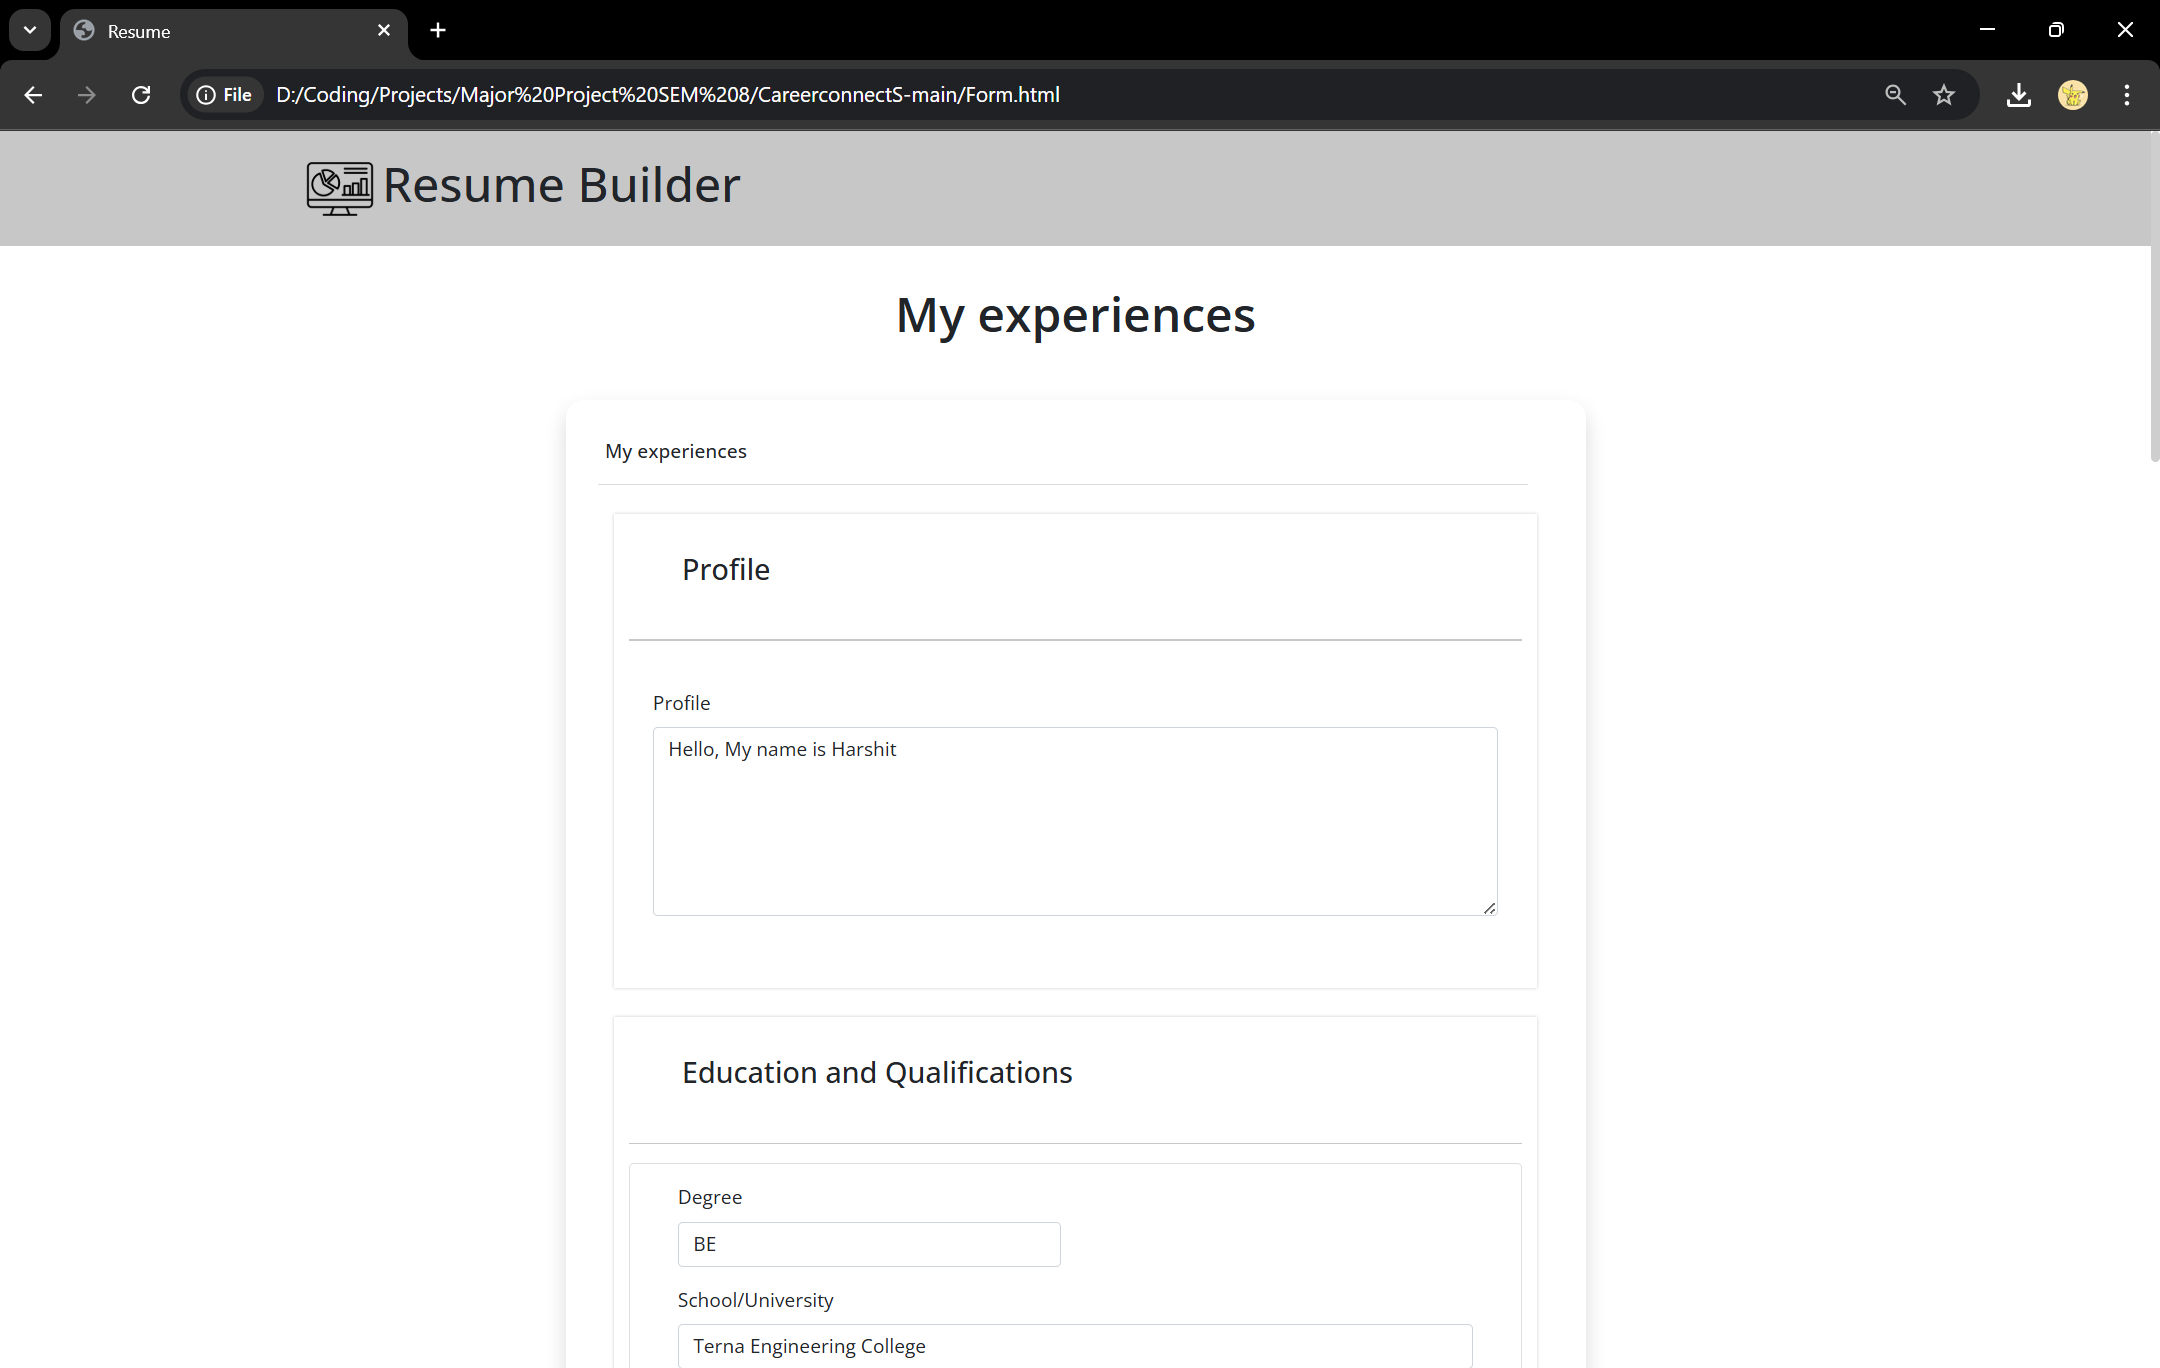 Resume
File
D:/Coding/Projects/Major%20Project%20SEM%208/CareerconnectS-main/Form.html
Resume Builder
My experiences
My experiences
Profile
Profile
Hello, My name is Harshit
Education and Qualifications
Degree
BE
School/University
Terna Engineering College